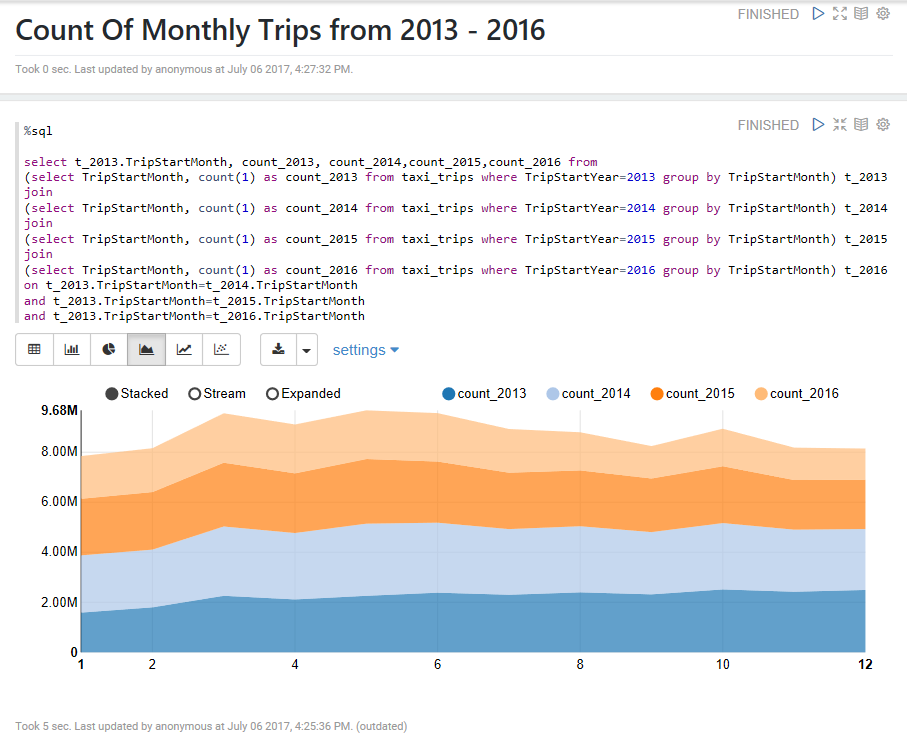 FINISHED
Count Of Monthly Trips from 2013 - 2016
Took 0 sec. Last updated by anonymous at July 06 2017, 4:27:32 PM.
FINISHED
%sql
select t_2013.TripStartMonth, count_2013, count_2014,count_2015,count_2016 from
(select TripStartMonth, count(1) as count_2013 from taxi_trips where TripStartYear=2013 group by TripStartMonth) t_2013
join
(select TripStartMonth, count(1) as count_2014 from taxi_trips where TripStartYear=2014 group by TripStartMonth) t_2014
join
(select TripStartMonth, count(1) as count_2015 from taxi_trips where TripStartYear=2015 group by TripStartMonth) t_2015
join
(select TripStartMonth, count(1) as count_2016 from taxi_trips where TripStartYear=2016 group by TripStartMonth) t_2016
on t_2013.TripStartMonth=t_2014.TripStartMonth
and t_2013.TripStartMonth=t_2015.TripStartMonth
and t_2013.TripStartMonth=t_2016.TripStartMonth
settings
Stacked Stream Expanded count_2013 count_2014 count_2015 count_2016
9.68M
8.00M
6.00M
4.00M
2.00M
0
1 2 4 6 8 10 12
Took 5 sec. Last updated by anonymous at July 06 2017, 4:25:36 PM. (outdated)